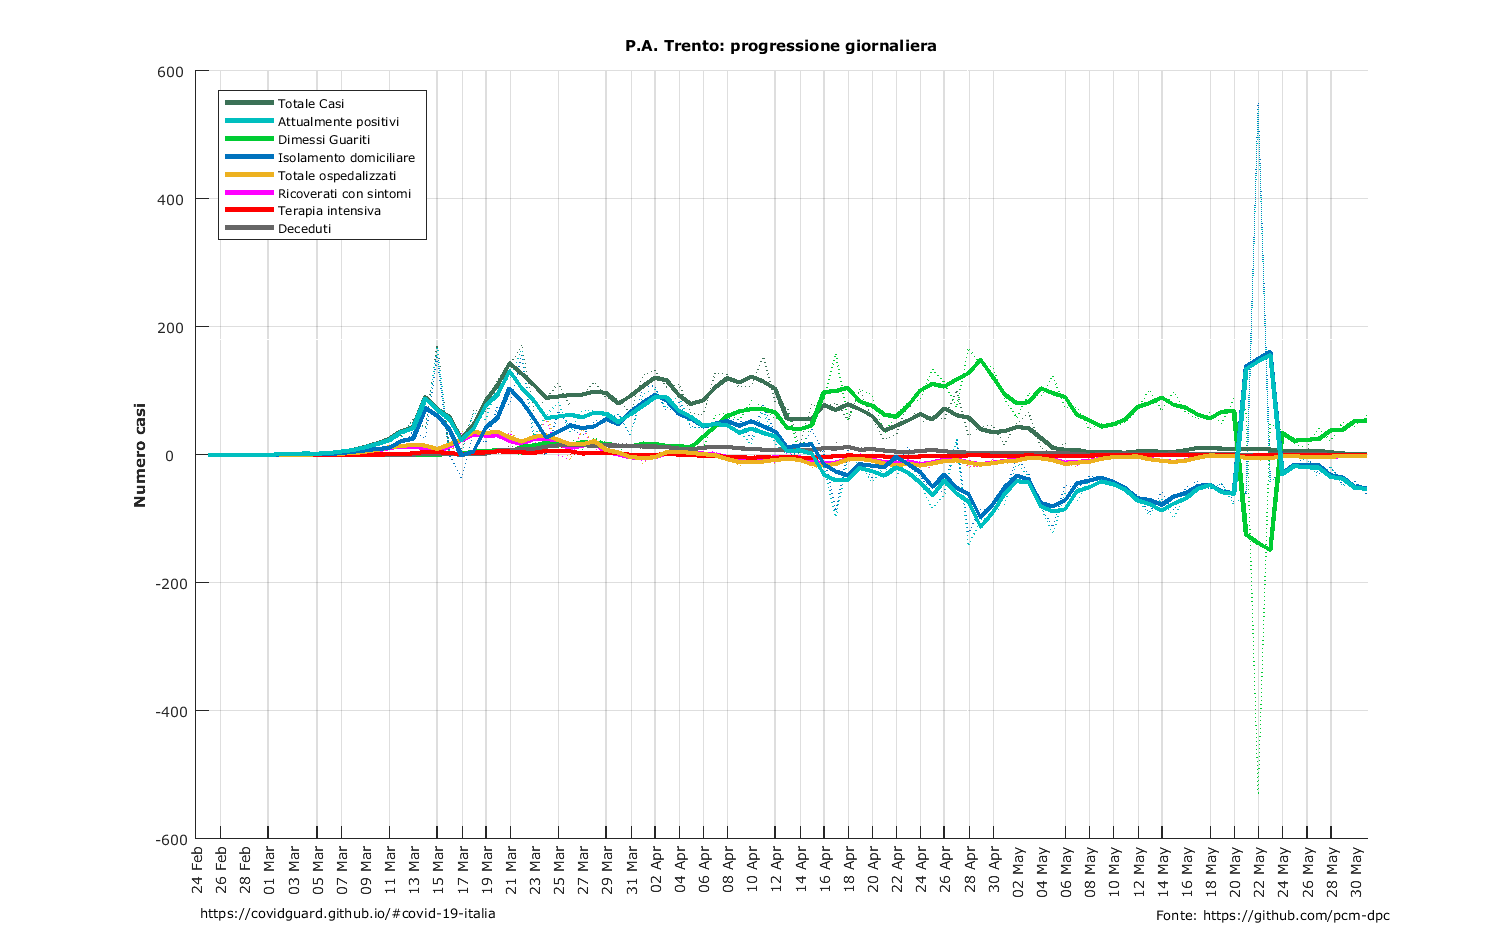 P.A. Trento: progressione giornaliera
600
400
200
0
-200
-400
-600
Numero casi
Totale Casi
Attualmente positivi
Dimessi Guariti
Isolamento domiciliare
Totale ospedalizzati
Ricoverati con sintomi
Terapia intensiva
Deceduti
24 Feb
26 Feb
28 Feb
01 Mar
03 Mar
05 Mar
07 Mar
09 Mar
11 Mar
13 Mar
15 Mar
17 Mar
19 Mar
21 Mar
23 Mar
25 Mar
27 Mar
29 Mar
31 Mar
02 Apr
04 Apr
06 Apr
08 Apr
10 Apr
12 Apr
14 Apr
16 Apr
18 Apr
20 Apr
22 Apr
24 Apr
26 Apr
28 Apr
30 Apr
02 May
04 May
06 May
08 May
10 May
12 May
14 May
16 May
18 May
20 May
22 May
24 May
26 May
28 May
30 May
https://covidguard.github.io/#covid-19-italia
Fonte: https://github.com/pcm-dpc